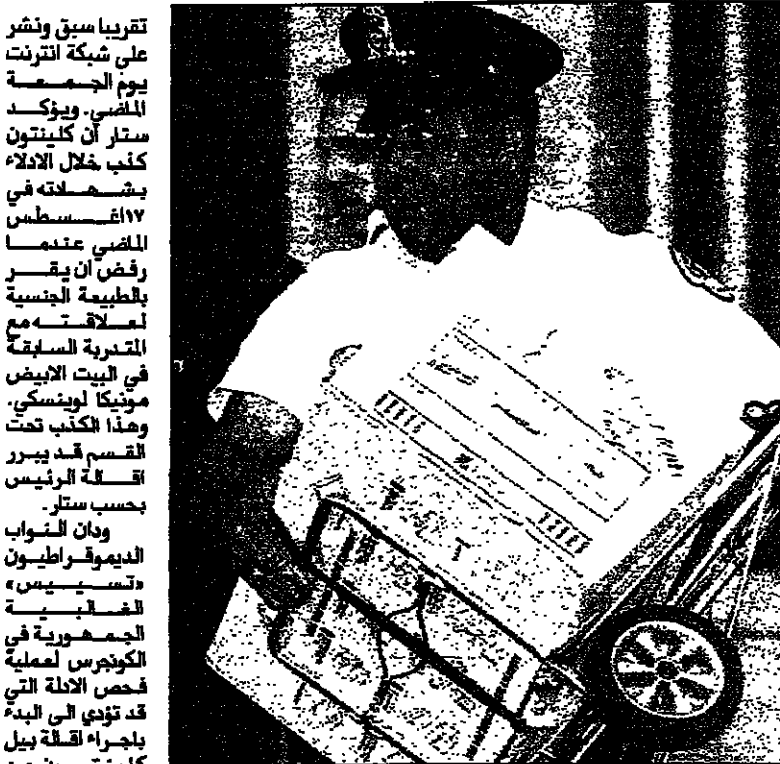 تقريبا سبق ونشر
على شبكة انترنت
يوم الجمعة
الماضي. ويؤكد
ستار أن كلينتون
كذب خلال الادلاء
بشهادته في
١٧ اغسطس
الماضي عندما
رفض ان يقر
بالطبيعة الجنسية
لعلاقته مع
المتدربة السابقة
في البيت الابيض
مونيكا لوينسكي.
وهذا الكذب تحت
القسم قد يبرر
اقالة الرئيس
بحسب ستار.
ودان النواب
الديموقراطيون
«تسييس»
الغالبية
الجمهورية في
الكونجرس لعملية
فحص الادلة التي
قد تؤدي الى البدء
باجراء اقالة بيل